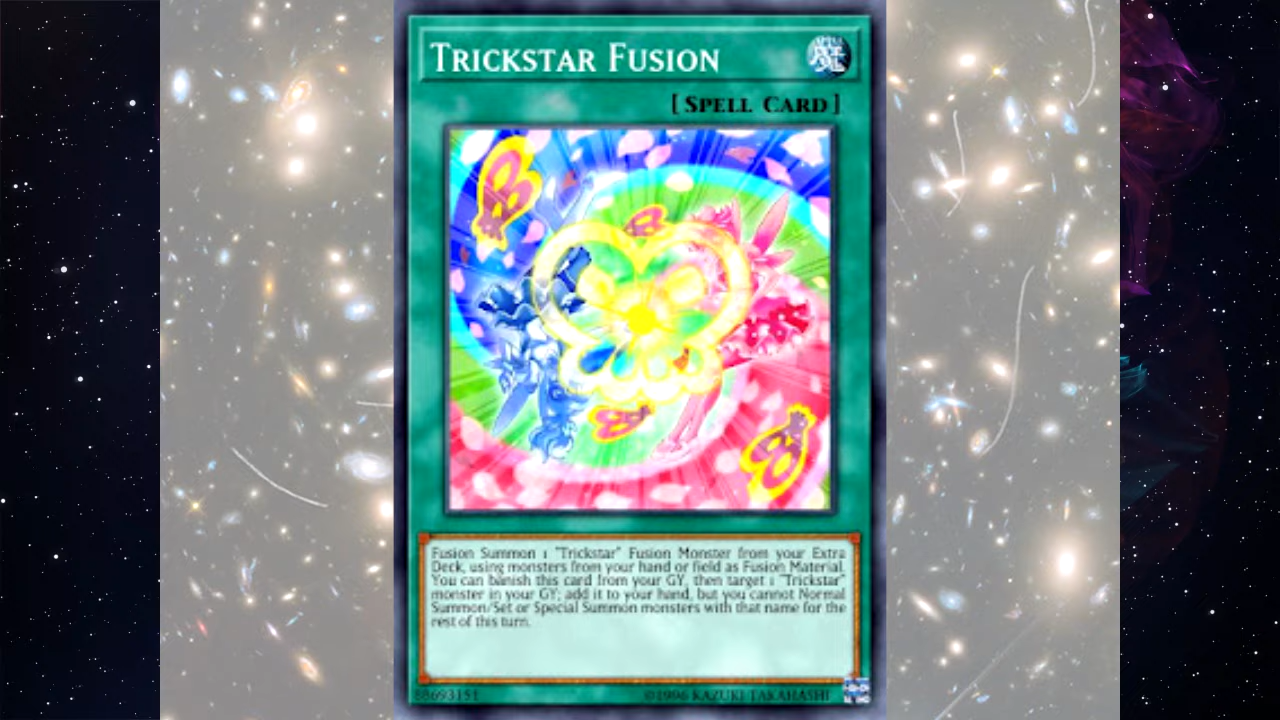 Trickstar Fusion
[ Spell Card ]
Fusion Summon 1 "Trickstar" Fusion Monster from your Extra
Deck, using monsters from your hand or field as Fusion Material.
You can banish this card from your GY, then target 1 "Trickstar"
monster in your GY; add it to your hand, but you cannot Normal
Summon/Set or Special Summon monsters with that name for the
rest of this turn.
88693151 ©1996 KAZUKI TAKAHASHI